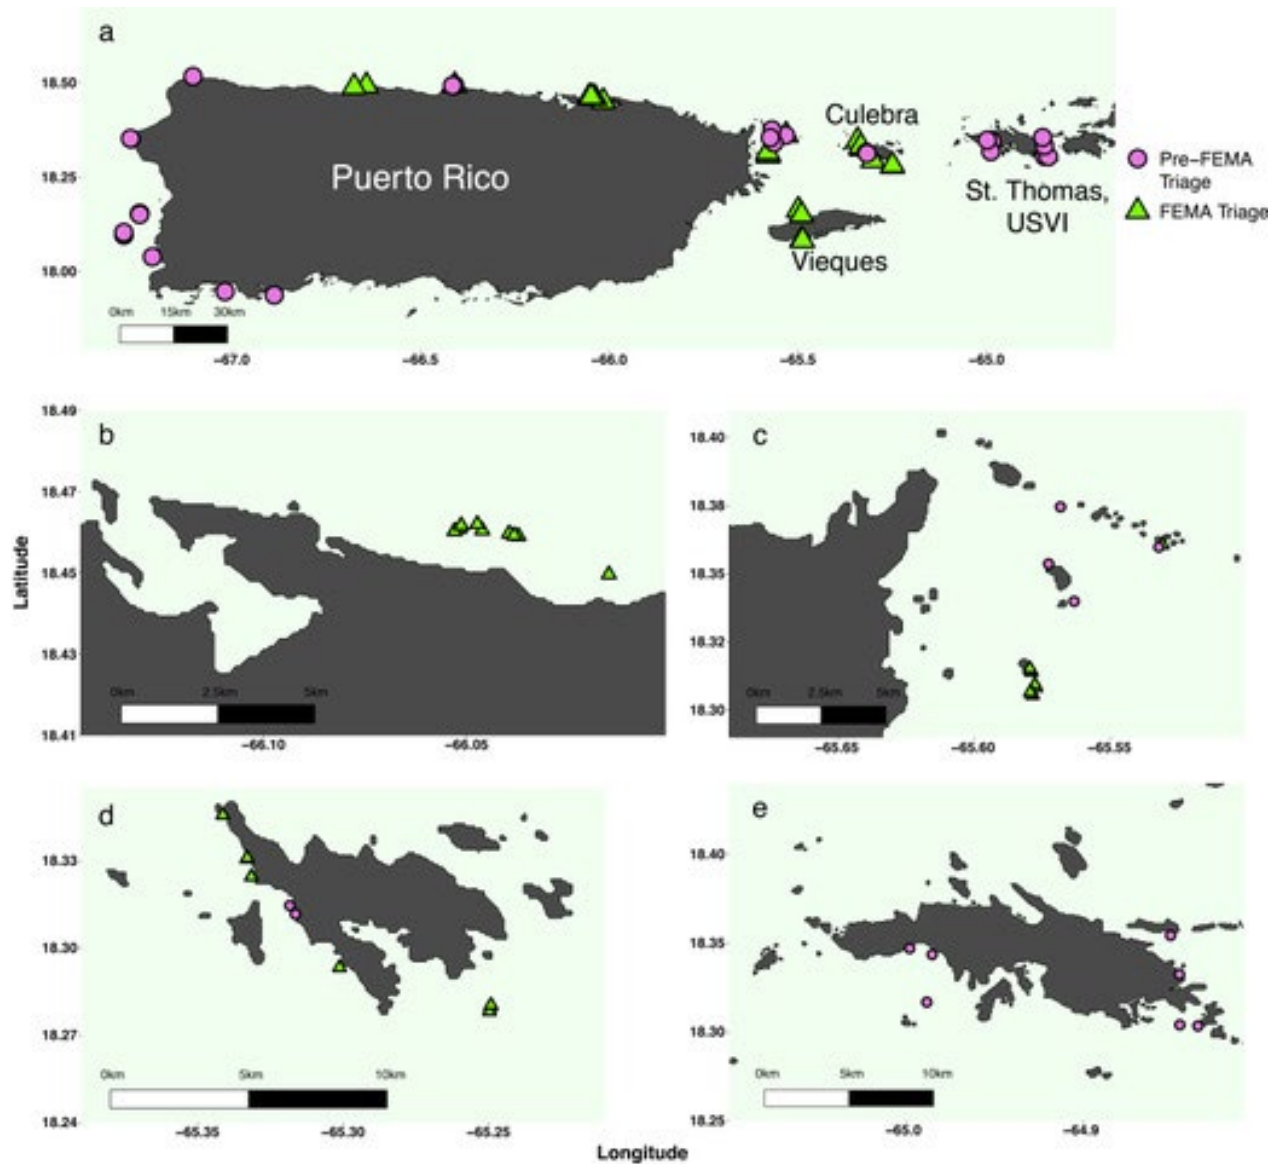 a
18.50
18.25
18.00
Puerto Rico
Culebra
Vieques
St. Thomas,
USVI
Pre-FEMA
Triage
FEMA Triage
0km 15km 30km
-67.0 -66.5 -66.0 -65.5 -65.0
Latitude
b
18.49
18.47
18.45
18.43
18.41
0km 2.5km 5km
-66.10 -66.05
c
18.40
18.38
18.35
18.32
18.30
0km 2.5km 5km
-65.65 -65.60 -65.55
d
18.33
18.30
18.27
18.24
0km 5km 10km
-65.35 -65.30 -65.25
e
18.40
18.35
18.30
18.25
0km 5km 10km
-65.0 -64.9
Longitude